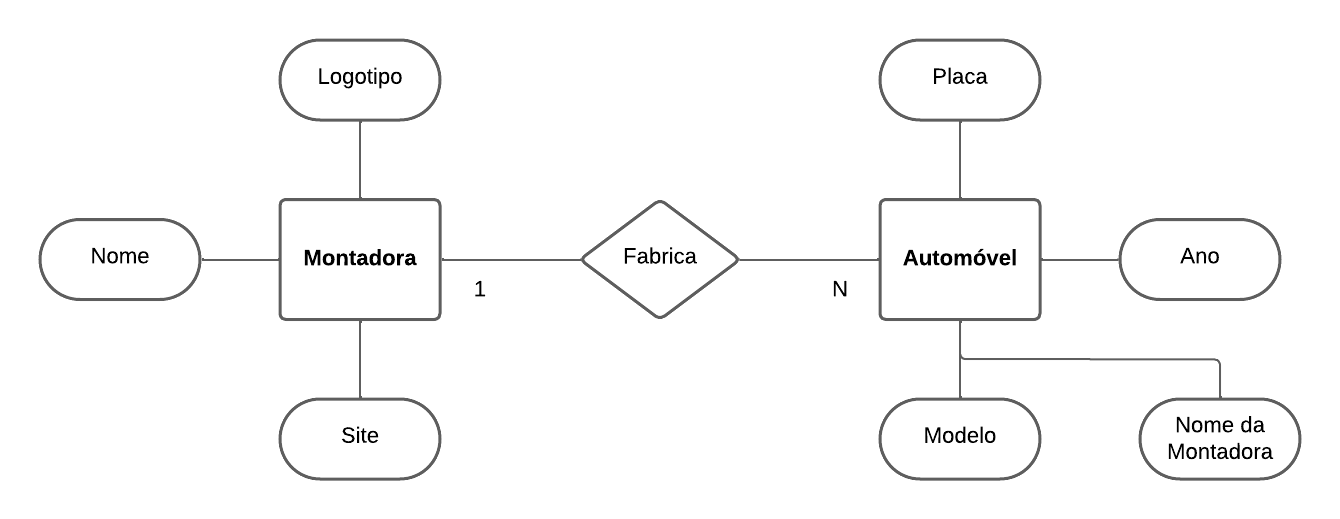 Logotipo
Placa
Nome
Montadora
Fabrica
Automóvel
Ano
1
N
Site
Modelo
Nome da
Montadora